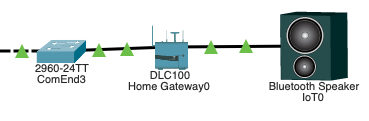 2960-24TT
ComEnd3
DLC100
Home Gateway0
Bluetooth Speaker
IoT0